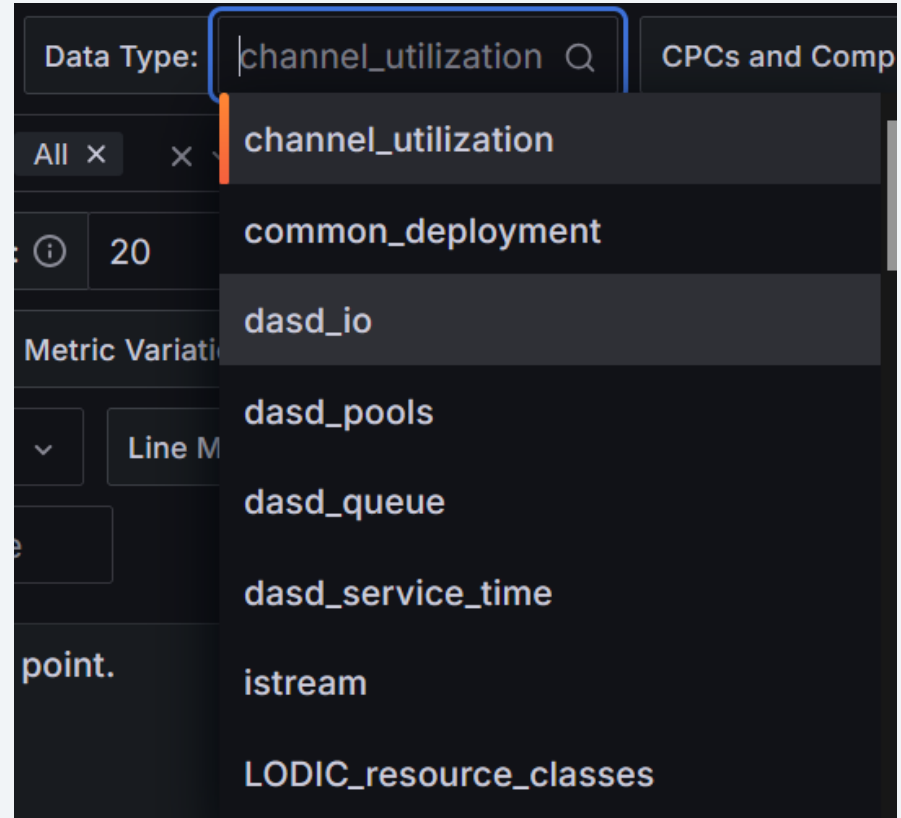 Data Type: channel_utilization CPCs and Comp
channel_utilization
All
common_deployment
20
dasd_io
Metric Variati
dasd_pools
Line M
dasd_queue
dasd_service_time
point.
istream
LODIC_resource_classes